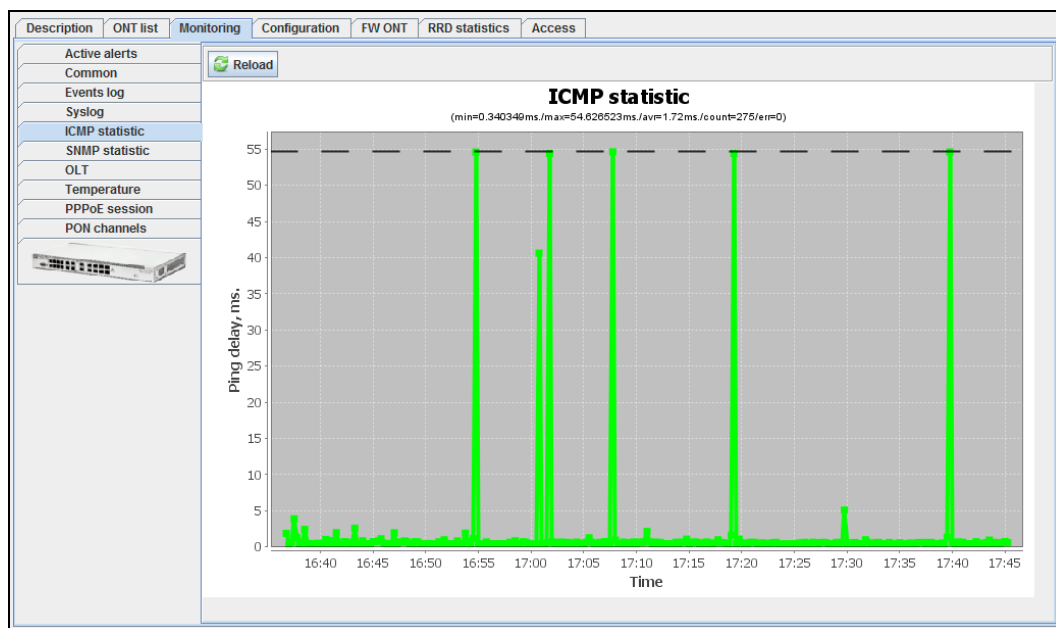 Description ONT list Monitoring Configuration FW ONT RRD statistics Access
Active alerts
Common
Events log
Syslog
ICMP statistic
SNMP statistic
OLT
Temperature
PPPoE session
PON channels
Reload
ICMP statistic
(min=0.340349ms./max=54.626523ms./avr=1.72ms./count=275/err=0)
Ping delay, ms.
55
50
45
40
35
30
25
20
15
10
5
0
16:40 16:45 16:50 16:55 17:00 17:05 17:10 17:15 17:20 17:25 17:30 17:35 17:40 17:45
Time